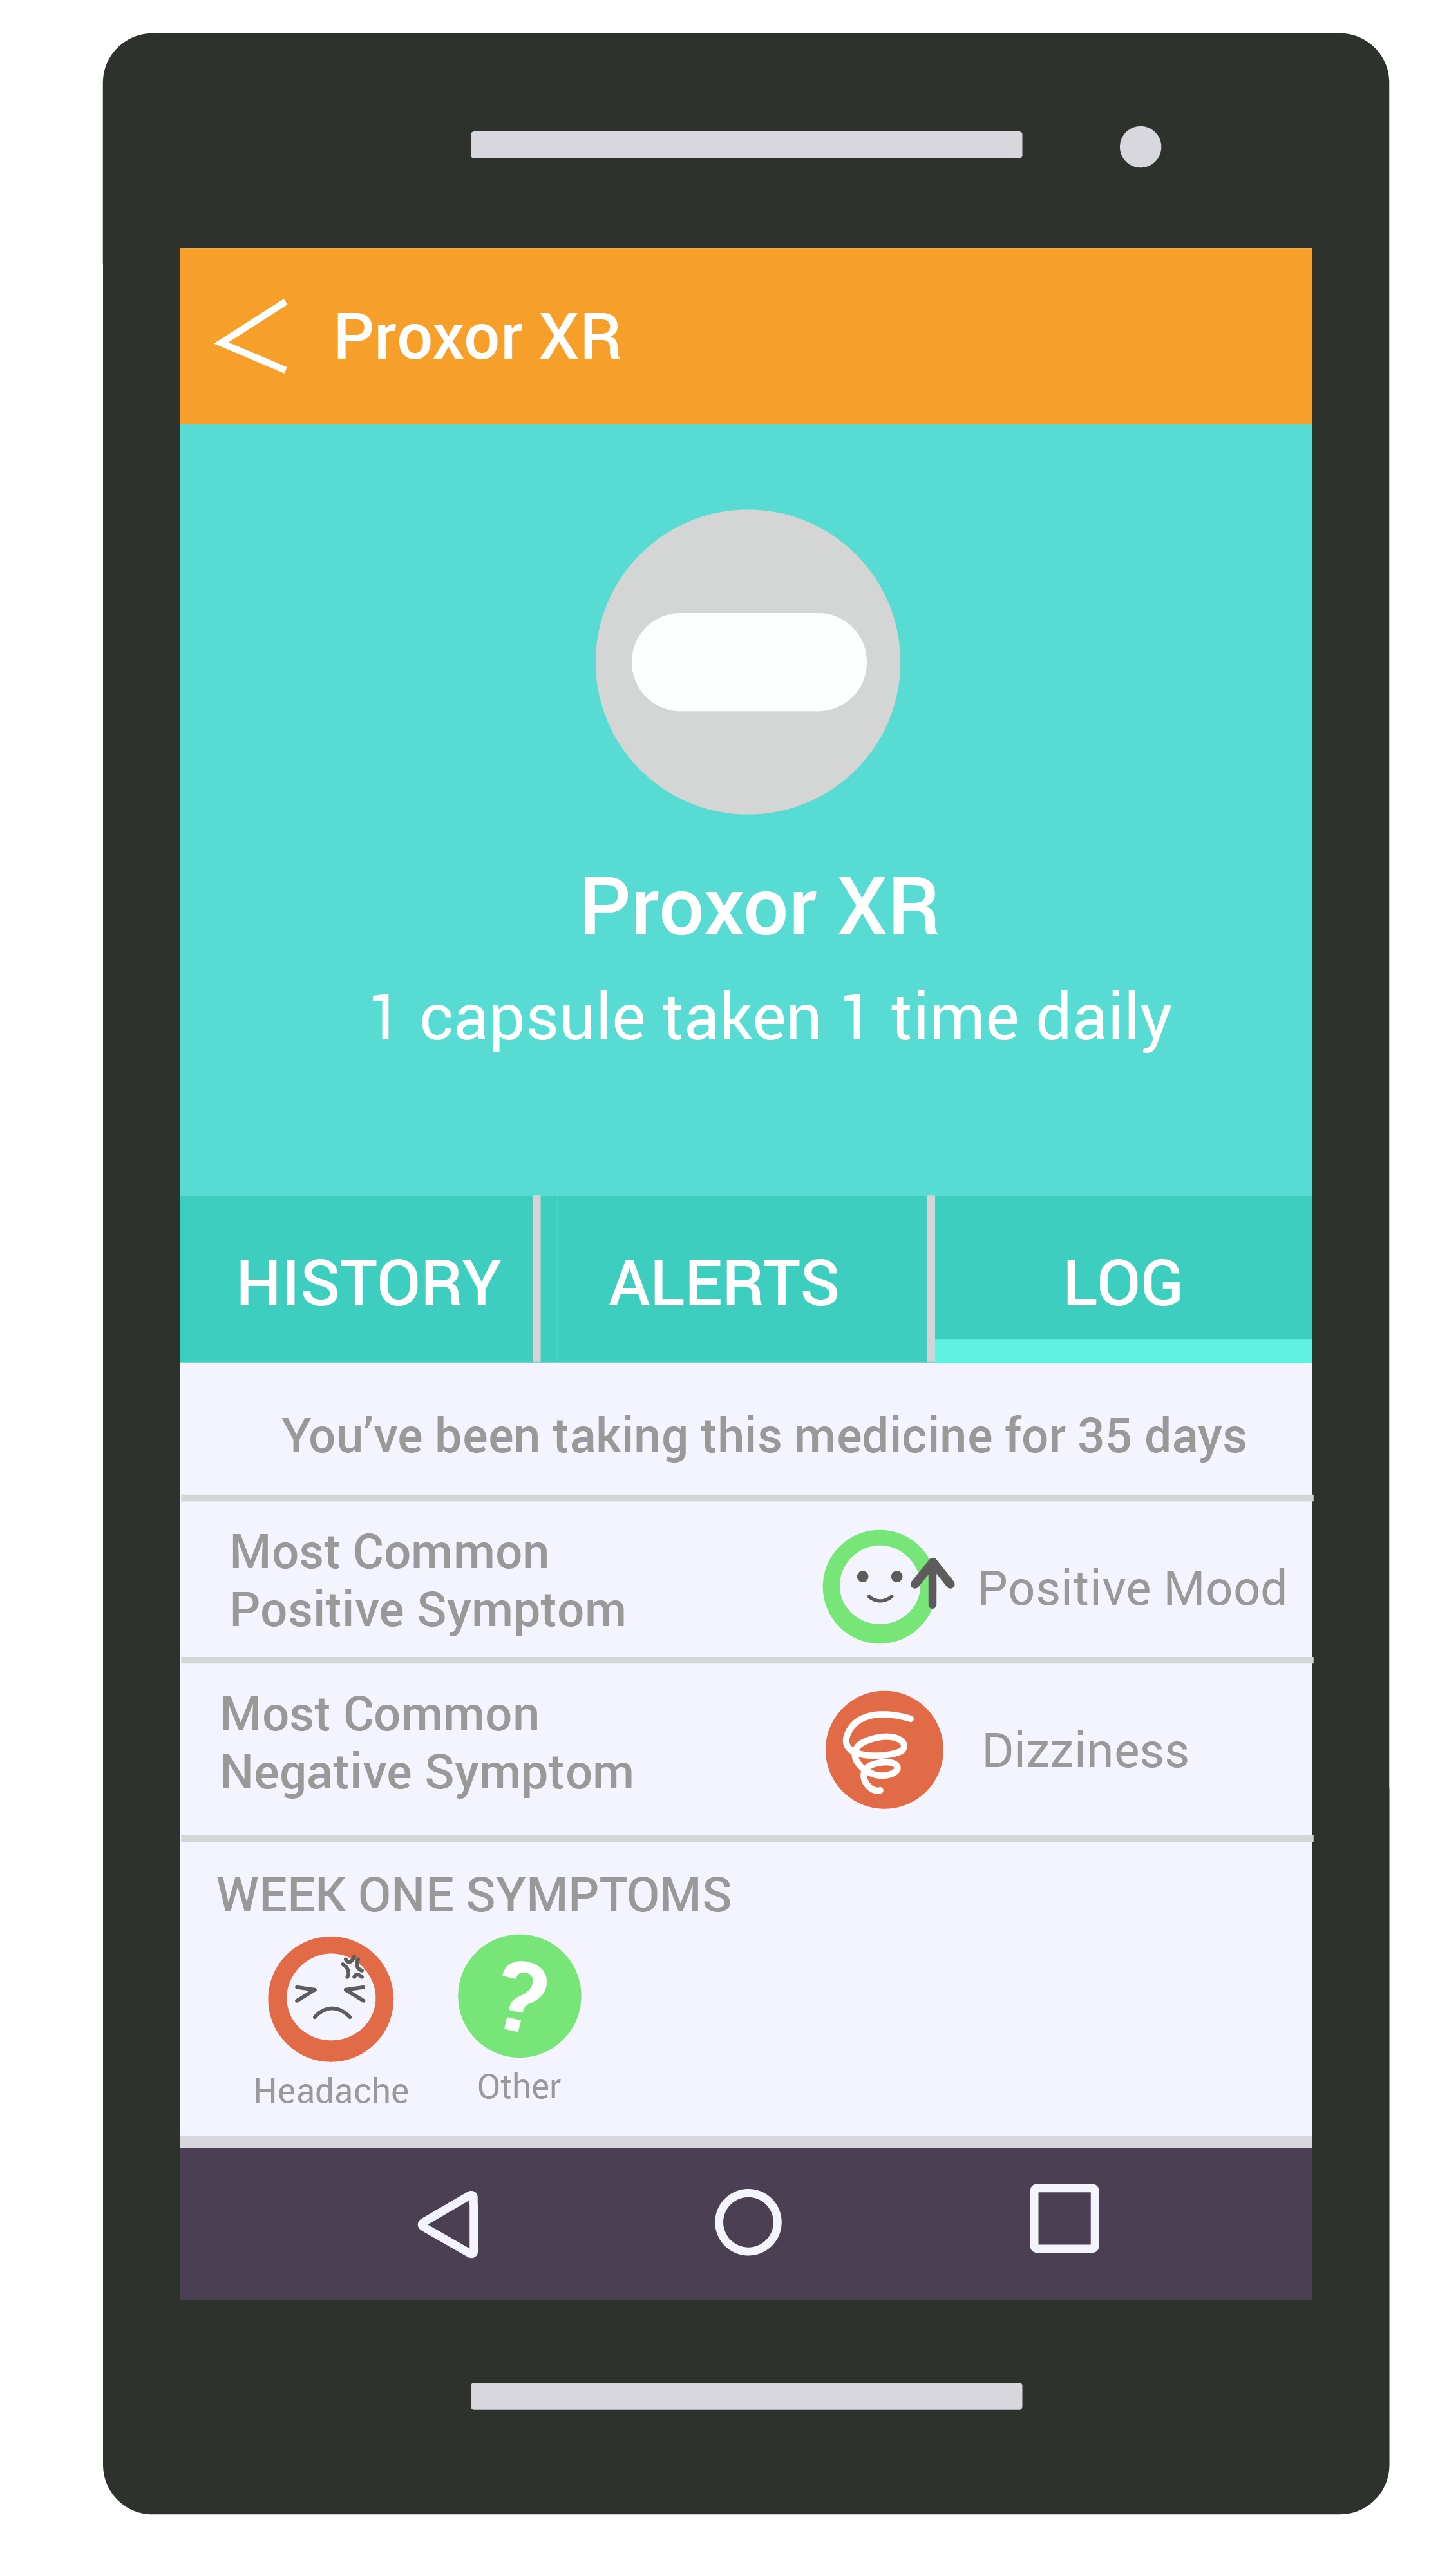 Proxor XR
Proxor XR
1 capsule taken 1 time daily
HISTORY
ALERTS
LOG
You’ve been taking this medicine for 35 days
Most Common
Positive Symptom
Positive Mood
Most Common
Negative Symptom
Dizziness
WEEK ONE SYMPTOMS
?
Headache
Other